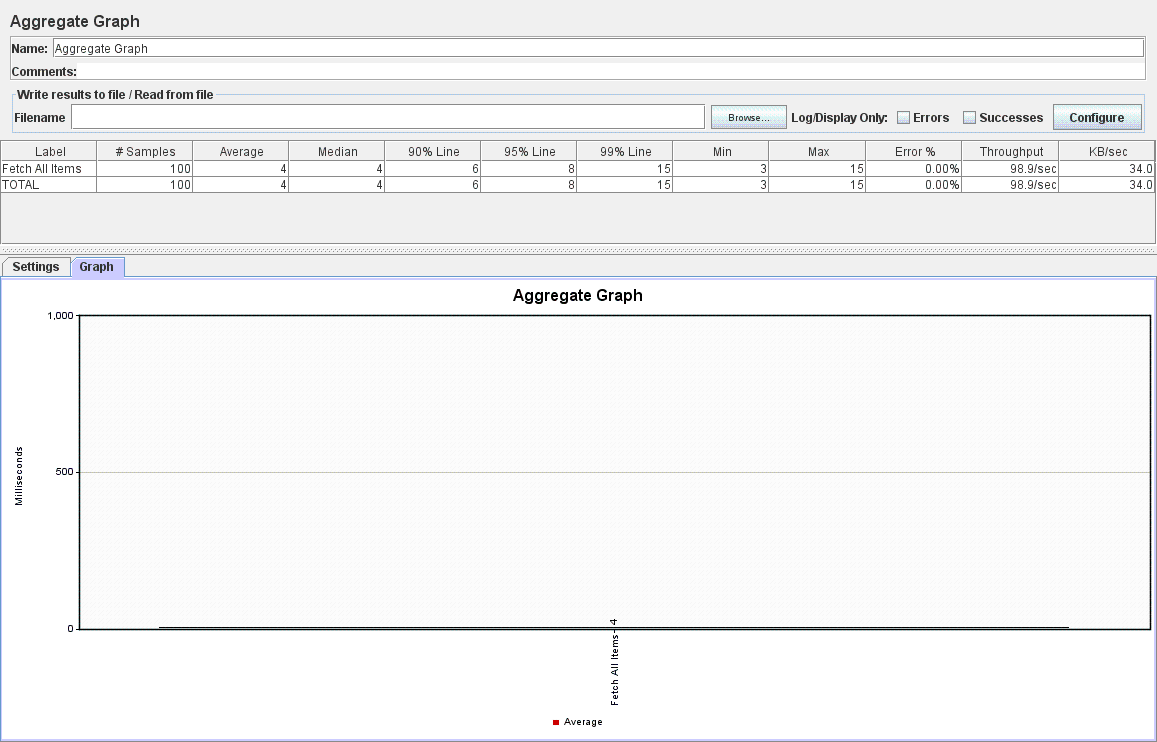 Aggregate Graph
Name: Aggregate Graph
Comments:
Write results to file / Read from file
Filename Browse... Log/Display Only: Errors Successes Configure
Label # Samples Average Median 90% Line 95% Line 99% Line Min Max Error % Throughput KB/sec
Fetch All Items 100 4 4 6 8 15 3 15 0.00% 98.9/sec 34.0
TOTAL 100 4 4 6 8 15 3 15 0.00% 98.9/sec 34.0
Settings Graph
Aggregate Graph
1,000
500
0
Milliseconds
4
Fetch All Items
Average